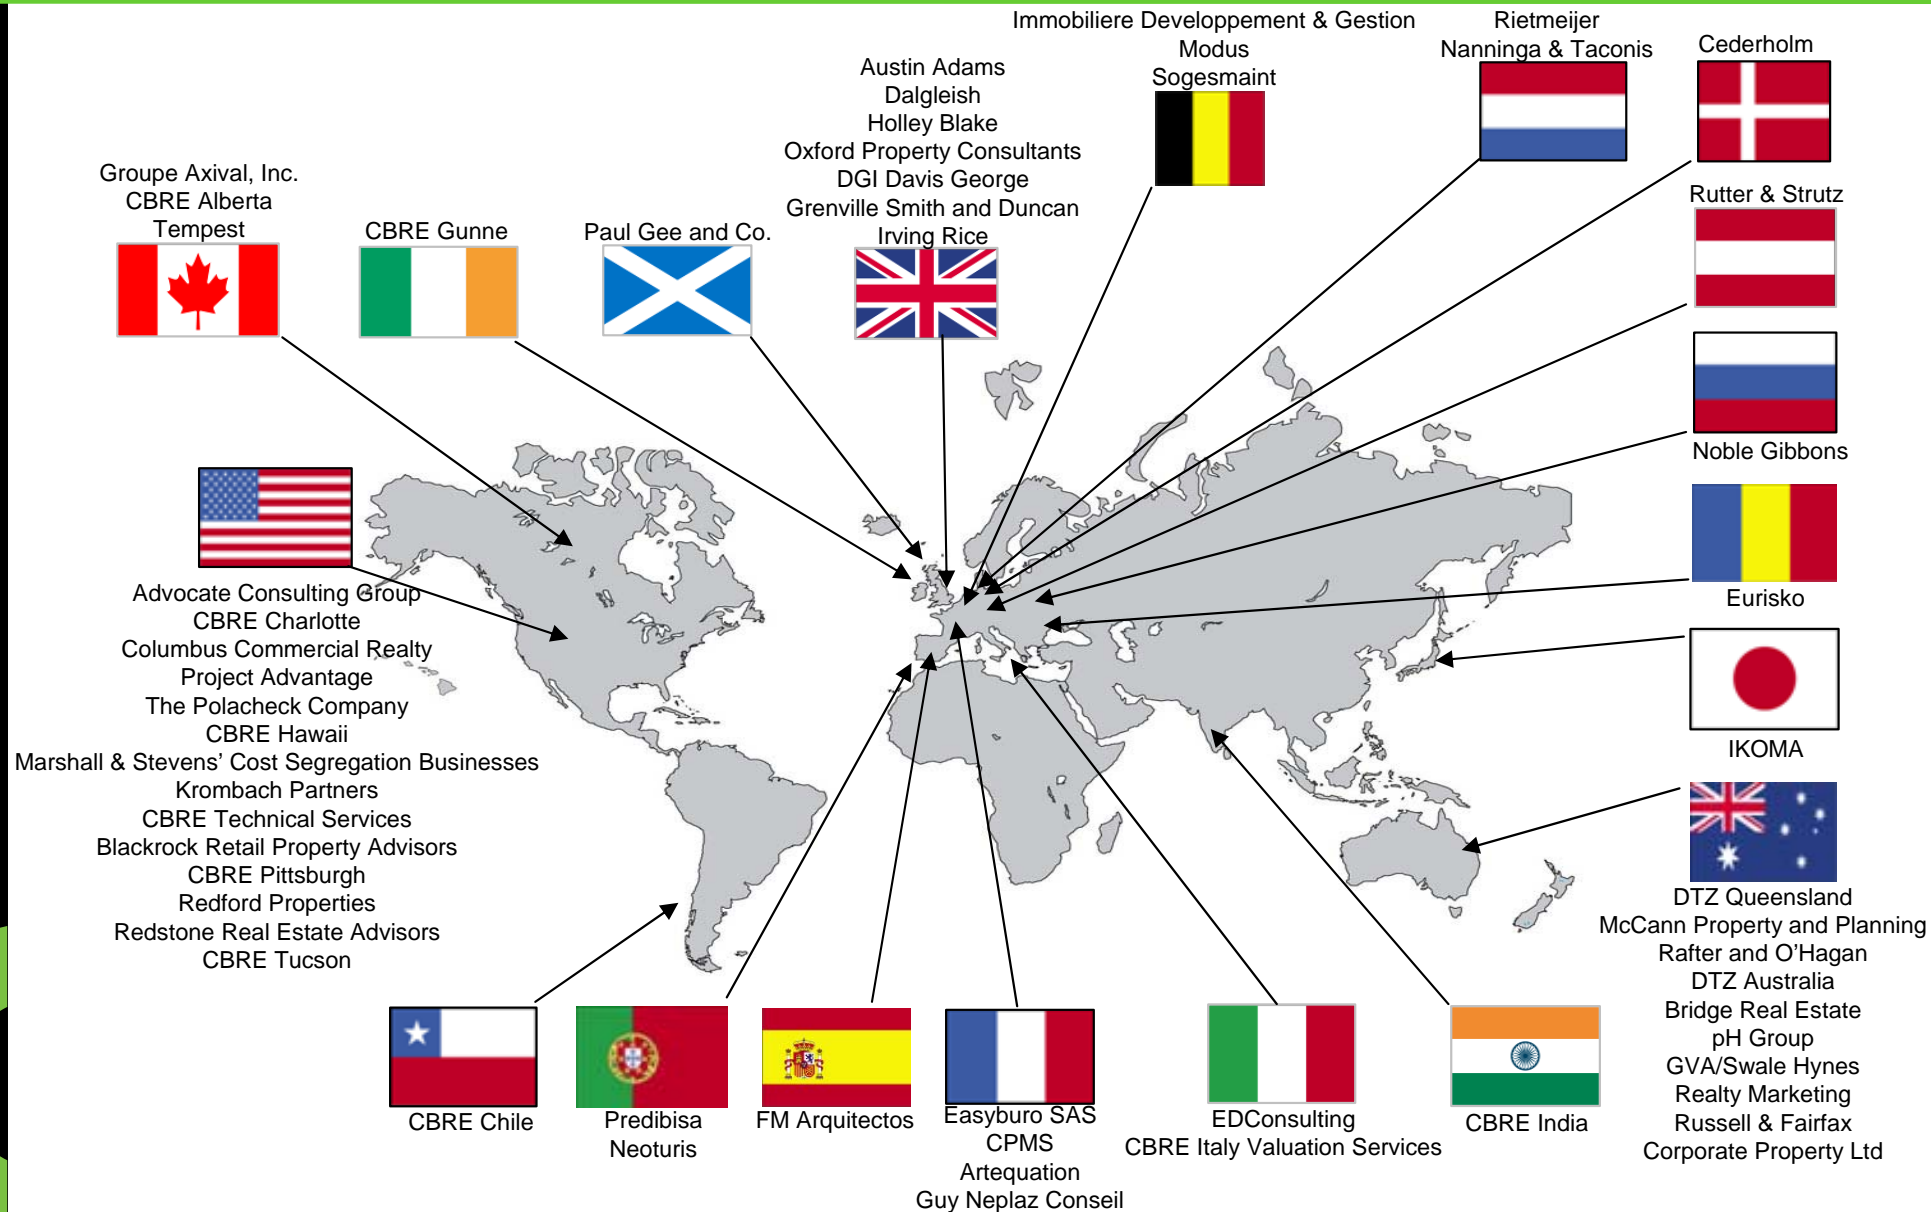 Immobiliere Developpement & Gestion
Modus
Sogesmaint
Rietmeijer
Nanninga & Taconis
Cederholm
Austin Adams
Dalgleish
Holley Blake
Oxford Property Consultants
DGI Davis George
Grenville Smith and Duncan
Irving Rice
Groupe Axival, Inc.
CBRE Alberta
Tempest
CBRE Gunne
Paul Gee and Co.
Rutter & Strutz
Noble Gibbons
Eurisko
IKOMA
Advocate Consulting Group
CBRE Charlotte
Columbus Commercial Realty
Project Advantage
The Polacheck Company
CBRE Hawaii
Marshall & Stevens’ Cost Segregation Businesses
Krombach Partners
CBRE Technical Services
Blackrock Retail Property Advisors
CBRE Pittsburgh
Redford Properties
Redstone Real Estate Advisors
CBRE Tucson
DTZ Queensland
McCann Property and Planning
Rafter and O’Hagan
DTZ Australia
Bridge Real Estate
pH Group
GVA/Swale Hynes
Realty Marketing
Russell & Fairfax
Corporate Property Ltd
CBRE Chile
Predibisa
Neoturis
FM Arquitectos
Easyburo SAS
CPMS
Artequation
Guy Neplaz Conseil
EDConsulting
CBRE Italy Valuation Services
CBRE India